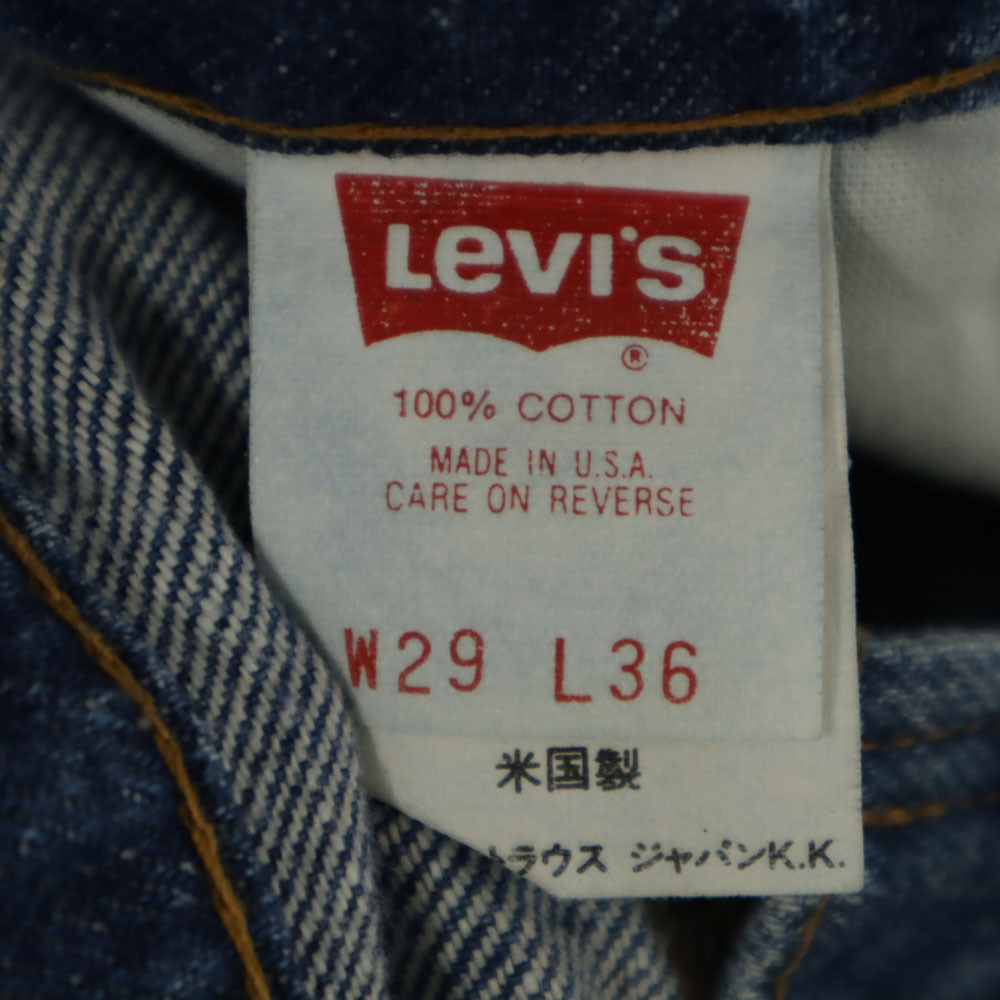 Levi's
®
100% COTTON
MADE IN U.S.A.
CARE ON REVERSE
W29 L36
米国製
トラウス ジャパンK.K.